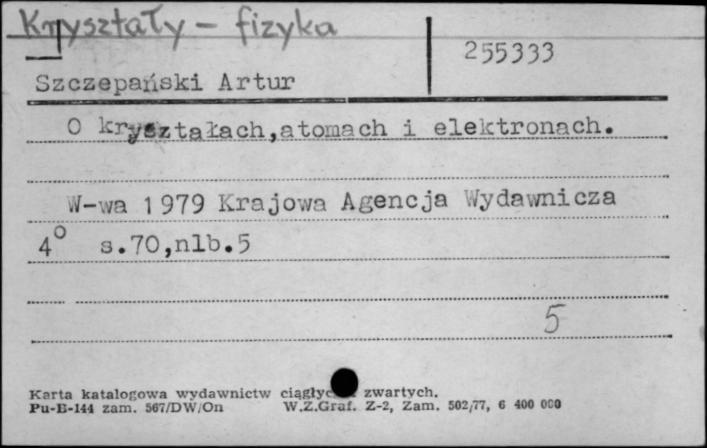 Kryształy - fizyka
255333
Szczepański Artur
O kryształach,atomach i elektronach.
W-wa 1979 Krajowa Agencja Wydawnicza
4° s.70,nlb.5
5
Karta katalogowa wydawnictw zwartych.
Pu-B-144 zam. 567/DW/On W.Z.Graf. Z-2, Zam. 502/77, 6 400 000